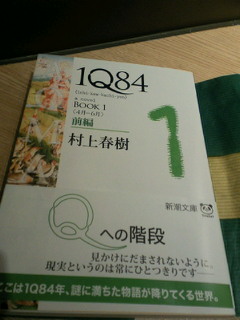 1Q84
a novel
BOOK 1
〈4月-6月〉
前編
村上春樹
1
新潮文庫
Qへの階段
見かけにだまされないように。
現実というのは常にひとつきりです――
ここは1Q84年、謎に満ちた物語が降りてくる世界。